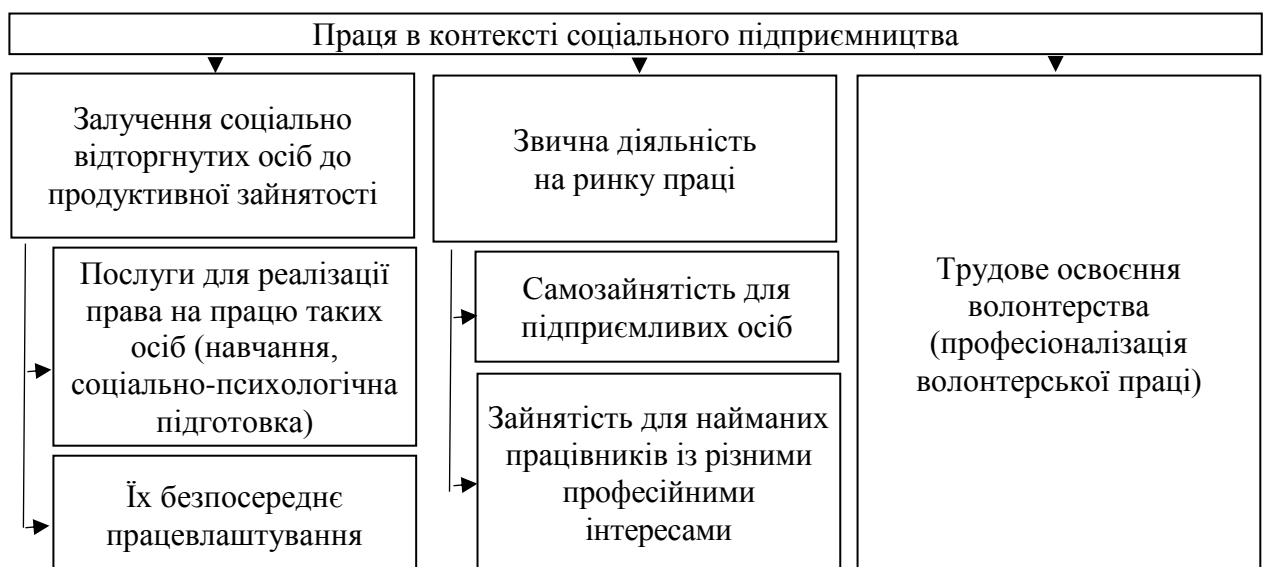 Праця в контексті соціального підприємництва
Залучення соціально
відторгнутих осіб до
продуктивної зайнятості
Послуги для реалізації
права на працю таких
осіб (навчання,
соціально-психологічна
підготовка)
Їх безпосереднє
працевлаштування
Звична діяльність
на ринку праці
Самозайнятість для
підприємливих осіб
Зайнятість для найманих
працівників із різними
професійними
інтересами
Трудове освоєння
волонтерства
(професіоналізація
волонтерської праці)